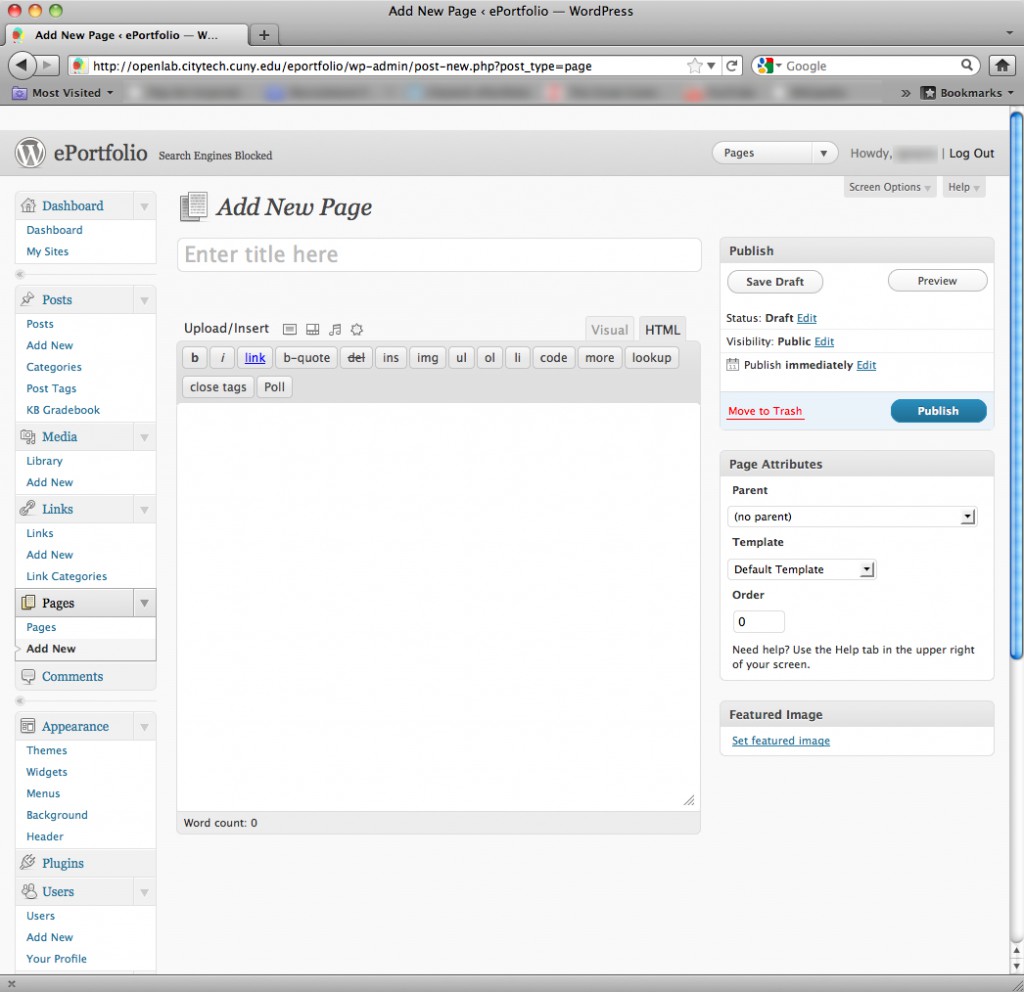 Add New Page ‹ ePortfolio — WordPress
Add New Page ‹ ePortfolio — W... +
http://openlab.citytech.cuny.edu/eportfolio/wp-admin/post-new.php?post_type=page Google
Most Visited » Bookmarks
ePortfolio Search Engines Blocked Pages Howdy, | Log Out
Screen Options Help
Dashboard
Dashboard
My Sites
Posts
Posts
Add New
Categories
Post Tags
KB Gradebook
Media
Library
Add New
Links
Links
Add New
Link Categories
Pages
Pages
Add New
Comments
Appearance
Themes
Widgets
Menus
Background
Header
Plugins
Users
Users
Add New
Your Profile
Add New Page
Enter title here
Upload/Insert Visual HTML
b i link b-quote del ins img ul ol li code more lookup
close tags Poll
Word count: 0
Publish
Save Draft Preview
Status: Draft Edit
Visibility: Public Edit
Publish immediately Edit
Move to Trash Publish
Page Attributes
Parent
(no parent)
Template
Default Template
Order
0
Need help? Use the Help tab in the upper right
of your screen.
Featured Image
Set featured image